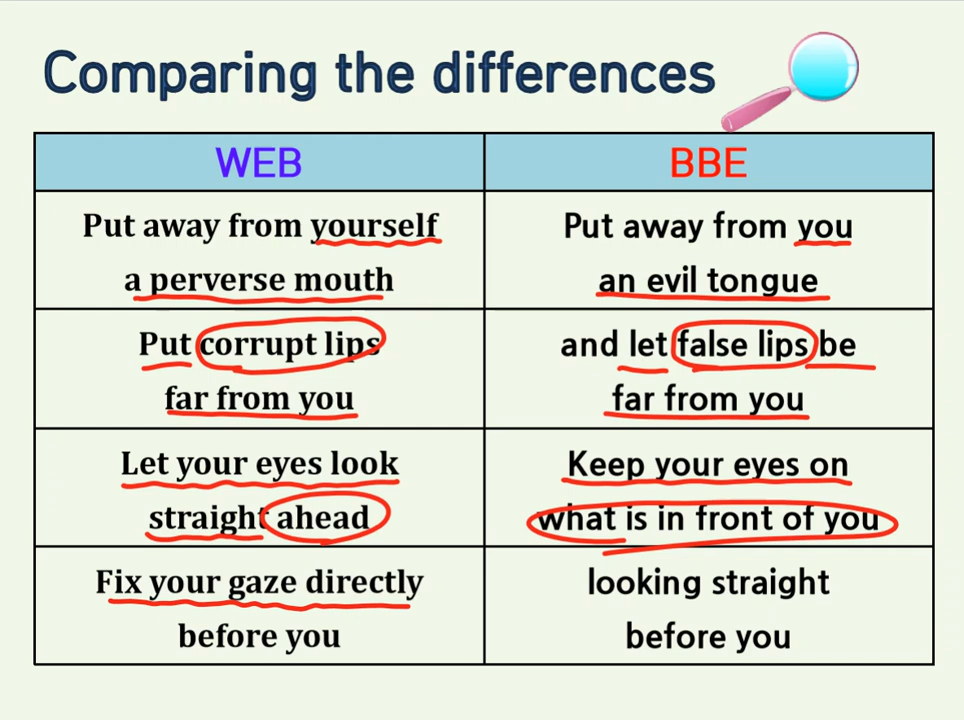 Comparing the differences
WEB
BBE
Put away from yourself
a perverse mouth
Put away from you
an evil tongue
Put corrupt lips
far from you
and let false lips be
far from you
Let your eyes look
straight ahead
Keep your eyes on
what is in front of you
Fix your gaze directly
before you
looking straight
before you